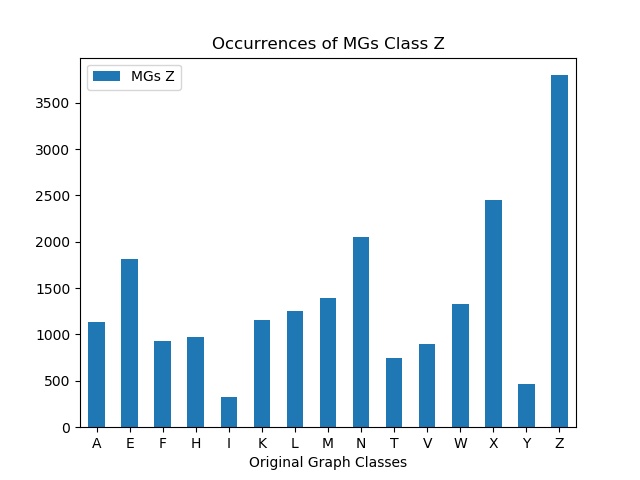 Occurrences of MGs Class Z
MGs Z
3500
3000
2500
2000
1500
1000
500
0
A E F H I K L M N T V W X Y Z
Original Graph Classes